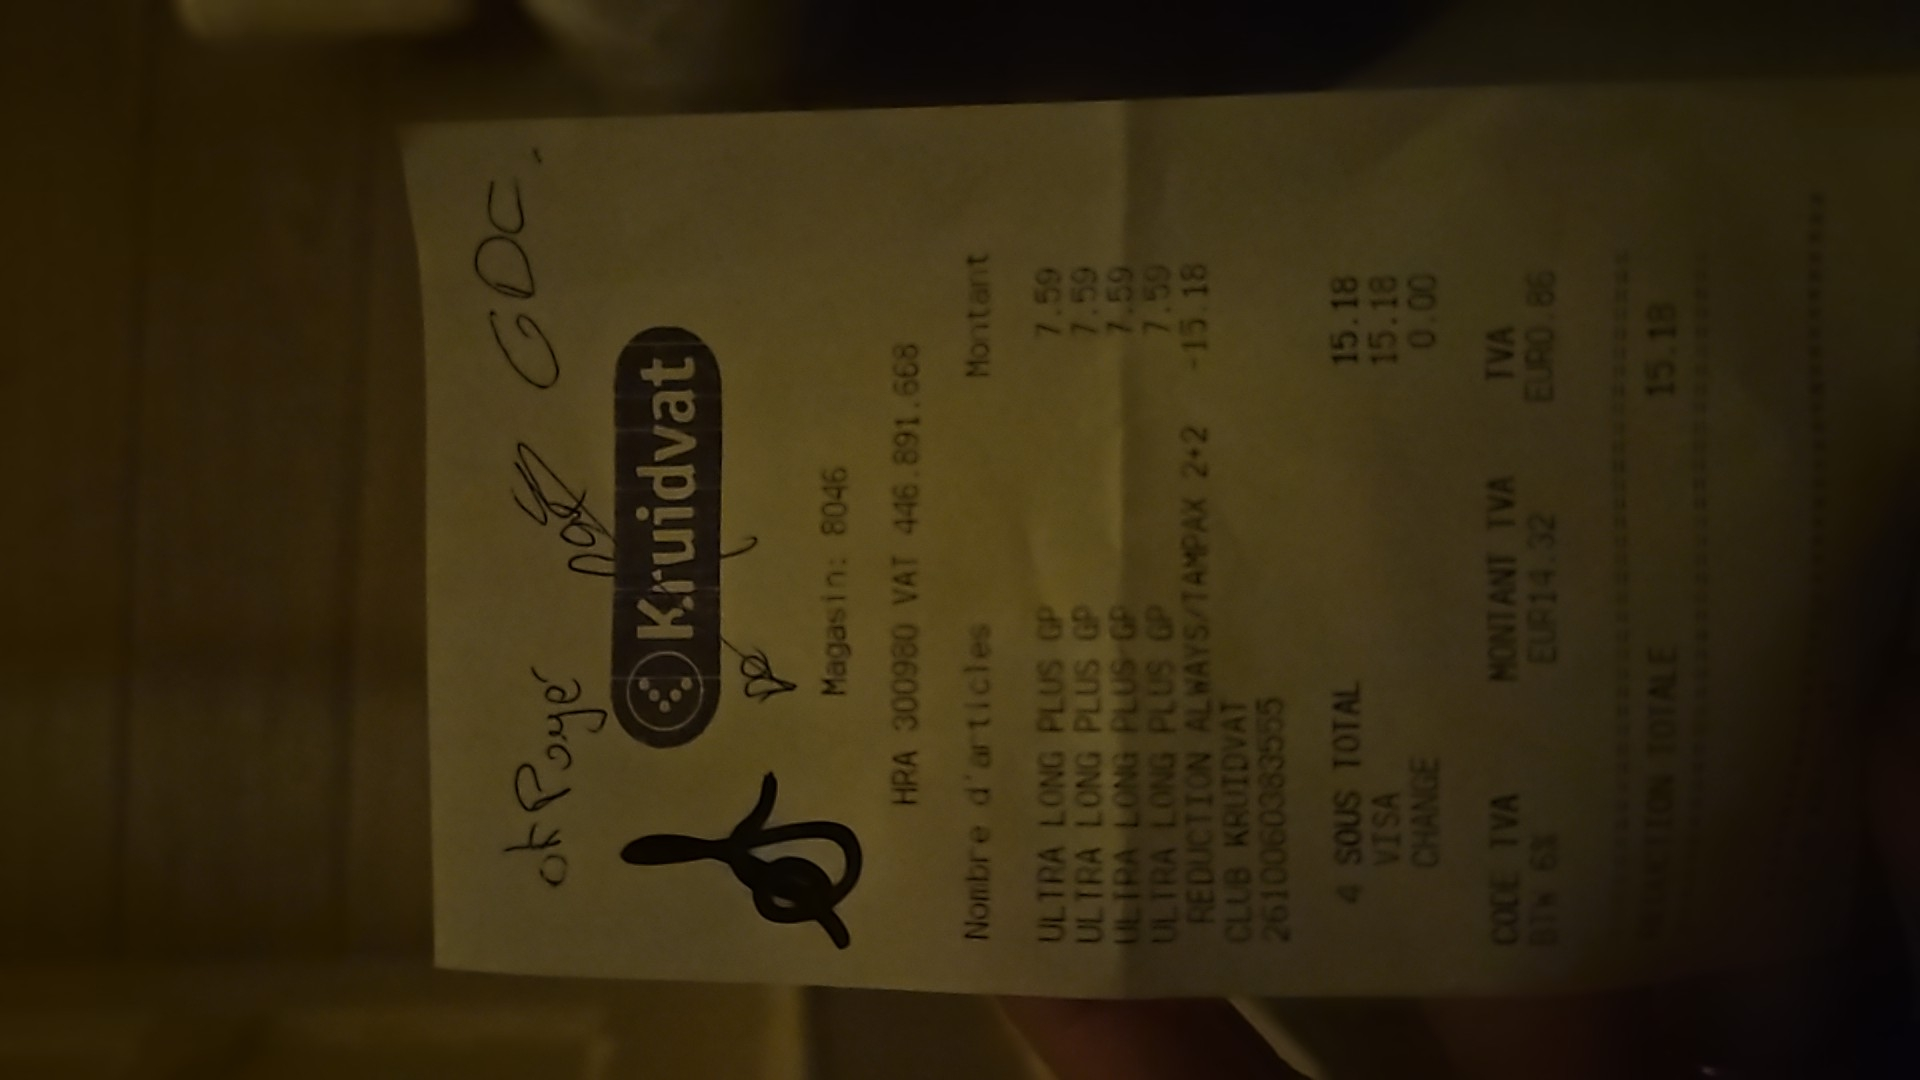 ok Payé GDC.
Kruidvat
Magasin: 8046
HRA 300980 VAT 446.891.668
Nombre d'articles Montant
ULTRA LONG PLUS GP 7.59
ULTRA LONG PLUS GP 7.59
ULTRA LONG PLUS GP 7.59
ULTRA LONG PLUS GP 7.59
REDUCTION ALWAYS/TAMPAX 2+2 -15.18
CLUB KRUIDVAT
2610060383555
4 SOUS TOTAL 15.18
VISA 15.18
CHANGE 0.00
CODE TVA MONTANT TVA TVA
BTW 6% EUR14.32 EUR0.86
REDUCTION TOTALE 15.18